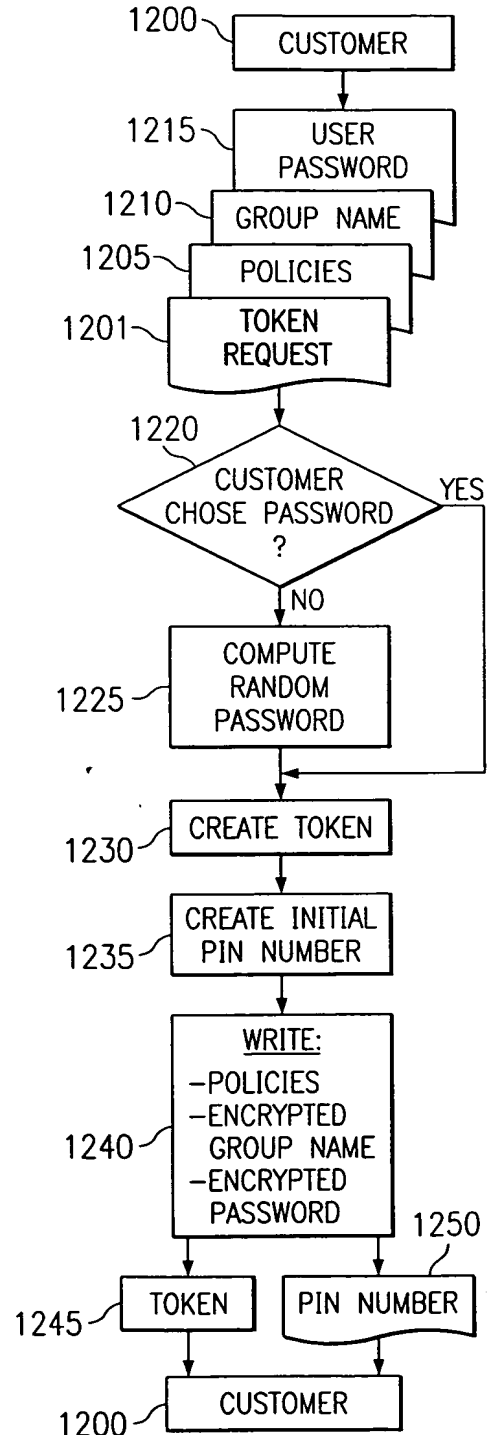 1200
CUSTOMER
1215
USER
PASSWORD
1210
GROUP NAME
1205
POLICIES
1201
TOKEN
REQUEST
1220
CUSTOMER
CHOSE PASSWORD
?
YES
NO
1225
COMPUTE
RANDOM
PASSWORD
1230
CREATE TOKEN
1235
CREATE INITIAL
PIN NUMBER
1240
WRITE:
-POLICIES
-ENCRYPTED
GROUP NAME
-ENCRYPTED
PASSWORD
1250
1245
TOKEN
PIN NUMBER
1200
CUSTOMER